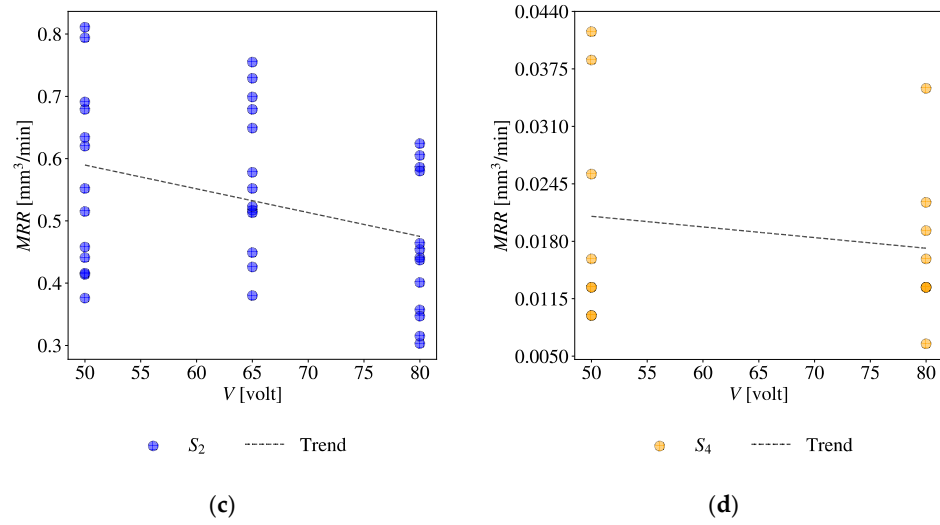 0.8
0.7
0.6
0.5
0.4
0.3
MRR [mm³/min]
50 55 60 65 70 75 80
V [volt]
S₂ Trend
(c)
0.0440
0.0375
0.0310
0.0245
0.0180
0.0115
0.0050
MRR [mm³/min]
50 55 60 65 70 75 80
V [volt]
S₄ Trend
(d)